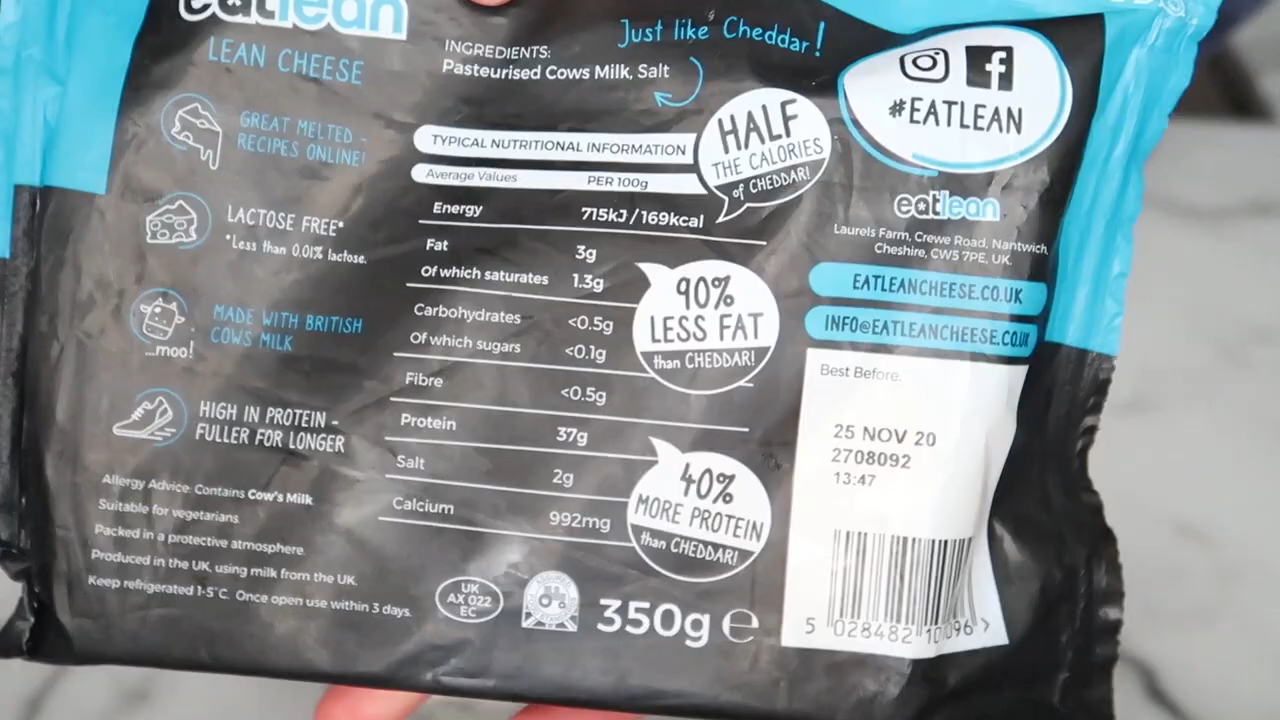 eatlean
LEAN CHEESE
GREAT MELTED -
RECIPES ONLINE!
LACTOSE FREE*
*Less than 0.01% lactose.
...moo!
MADE WITH BRITISH
COWS MILK
HIGH IN PROTEIN -
FULLER FOR LONGER
Allergy Advice: Contains Cow's Milk
Suitable for vegetarians.
Packed in a protective atmosphere.
Produced in the UK, using milk from the UK.
Keep refrigerated 1-5°C. Once open use within 3 days.
INGREDIENTS:
Pasteurised Cows Milk, Salt
Just like Cheddar!
TYPICAL NUTRITIONAL INFORMATION
Average Values PER 100g
Energy 715kJ / 169kcal
Fat 3g
Of which saturates 1.3g
Carbohydrates <0.5g
Of which sugars <0.1g
Fibre <0.5g
Protein 37g
Salt 2g
Calcium 992mg
HALF
THE CALORIES
of CHEDDAR!
90%
LESS FAT
than CHEDDAR!
40%
MORE PROTEIN
than CHEDDAR!
UK
AX 022
EC
350g e
#EATLEAN
eatlean
Laurels Farm, Crewe Road, Nantwich,
Cheshire, CW5 7PE, UK.
EATLEANCHEESE.CO.UK
INFO@EATLEANCHEESE.CO.UK
Best Before:
25 NOV 20
2708092
13:47
5 028482 101096 >